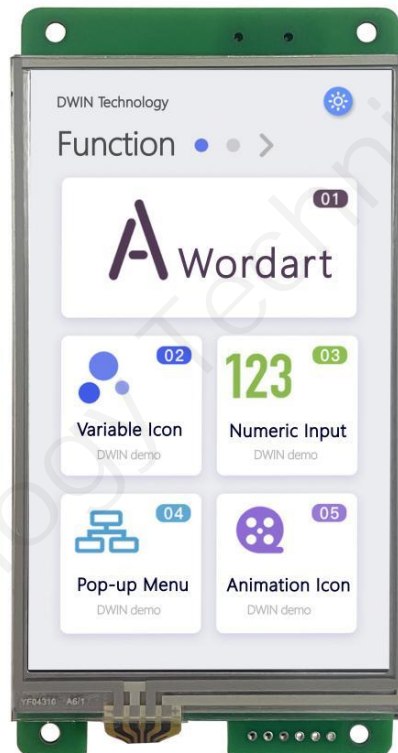 DWIN Technology
Function
01
A Wordart
02
03
123
Variable Icon
Numeric Input
DWIN demo
DWIN demo
04
05
Pop-up Menu
Animation Icon
DWIN demo
DWIN demo